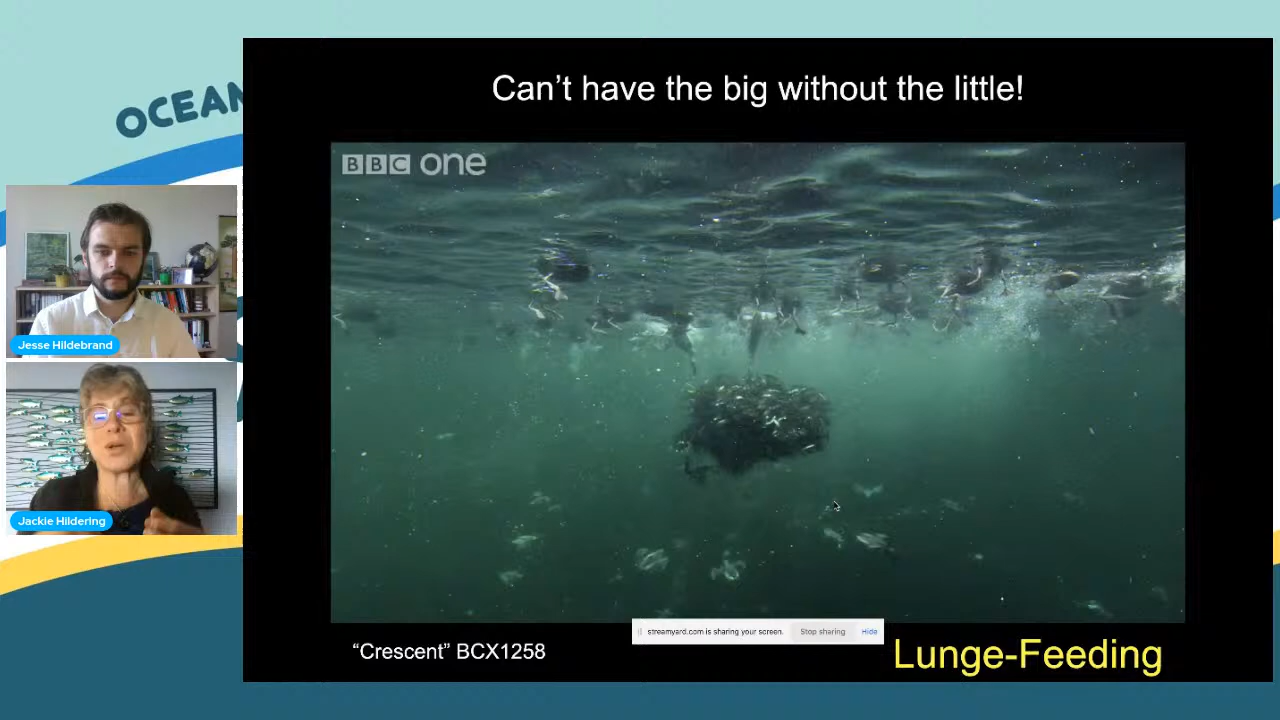 Can't have the big without the little!
OCEAN
BBC one
Jesse Hildebrand
Jackie Hildering
streamyard.com is sharing your screen. Stop sharing Hide
"Crescent" BCX1258
Lunge-Feeding